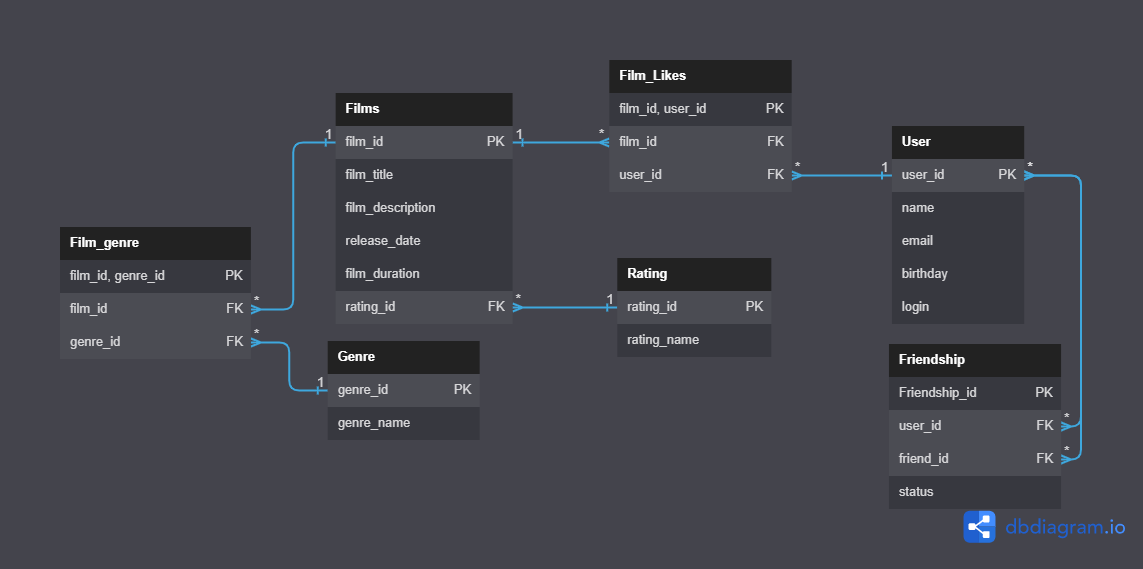 Film_Likes
film_id, user_id PK
film_id FK
user_id FK
Films
film_id PK
film_title
film_description
release_date
film_duration
rating_id FK
User
user_id PK
name
email
birthday
login
Film_genre
film_id, genre_id PK
film_id FK
genre_id FK
Rating
rating_id PK
rating_name
Genre
genre_id PK
genre_name
Friendship
Friendship_id PK
user_id FK
friend_id FK
status
1
1
*
*
1
*
*
1
*
*
1
*
*
dbdiagram.io